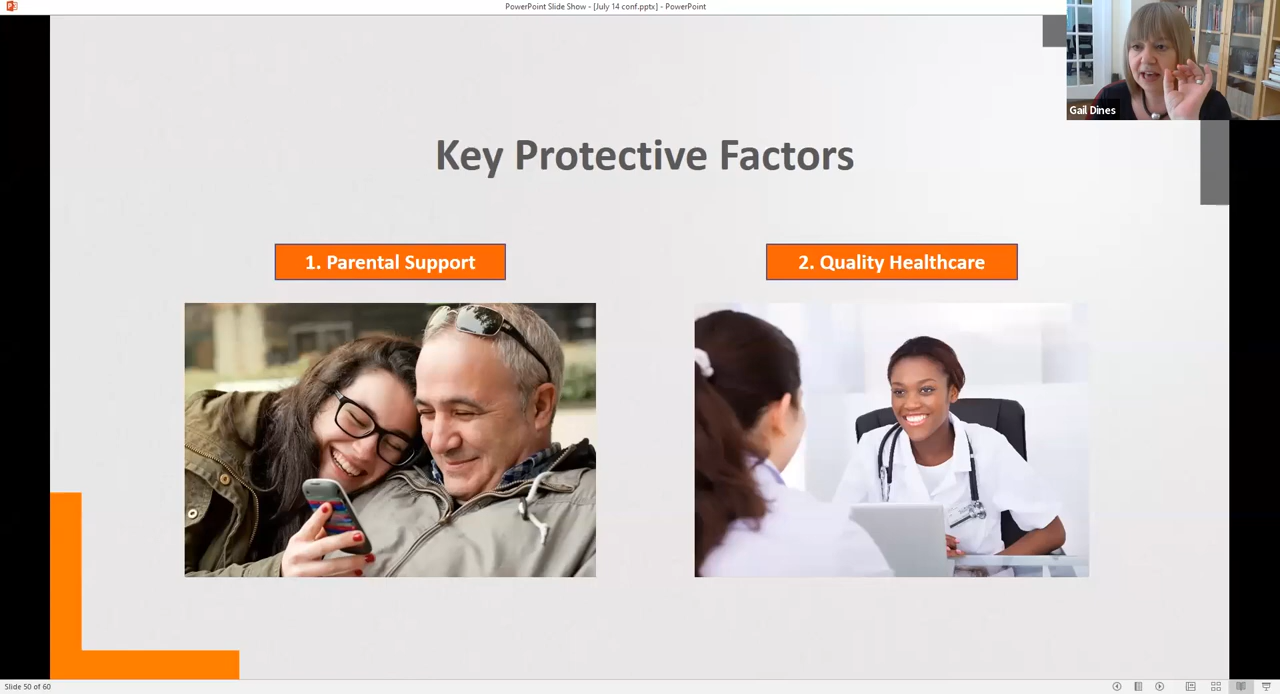 PowerPoint Slide Show - [July 14 conf.pptx] - PowerPoint
Gail Dines
Key Protective Factors
1. Parental Support
2. Quality Healthcare
Slide 50 of 60